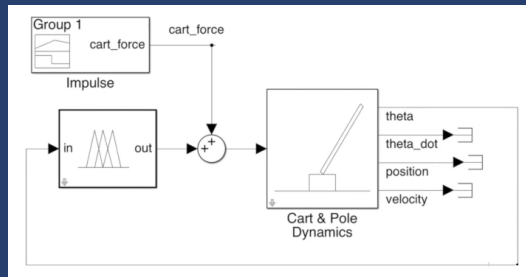 Group 1
cart_force
cart_force
Impulse
in
out
++
theta
theta_dot
position
velocity
Cart & Pole
Dynamics